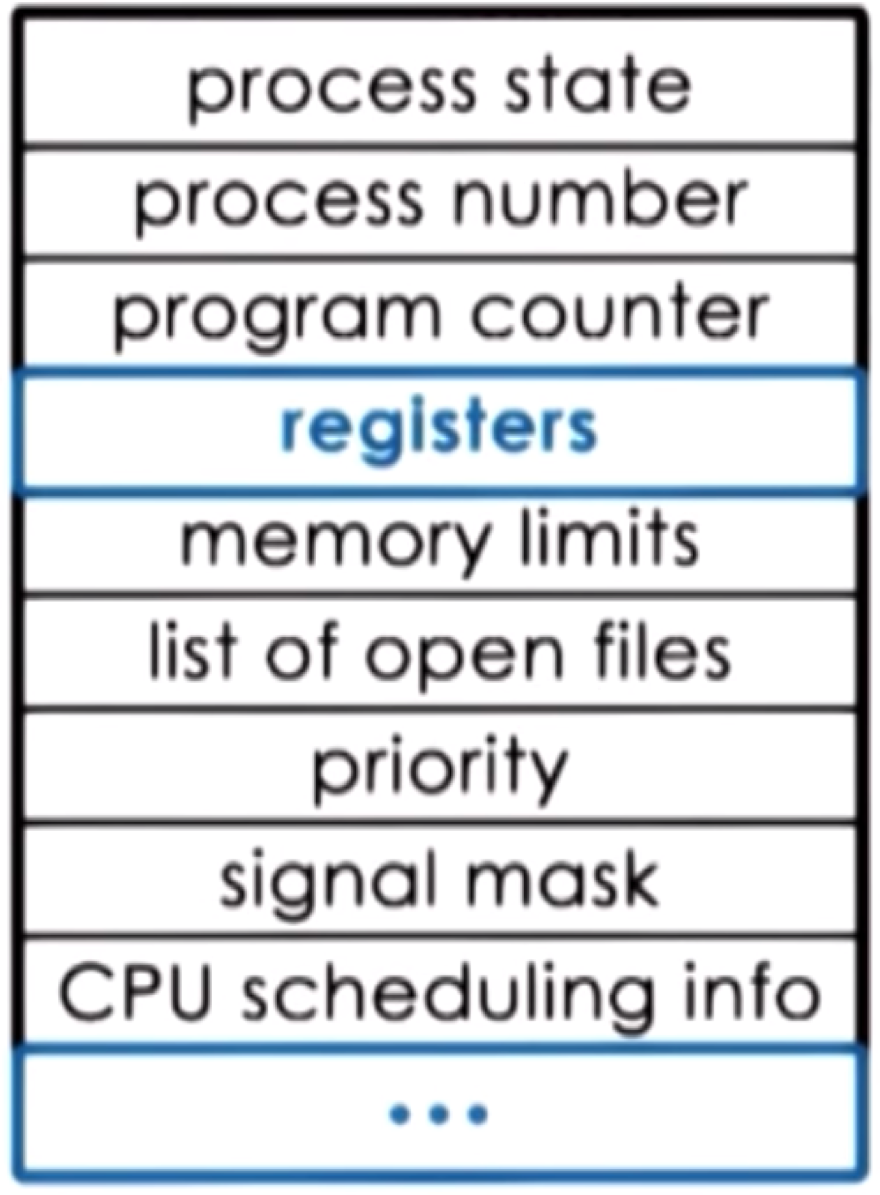 process state
process number
program counter
registers
memory limits
list of open files
priority
signal mask
CPU scheduling info
...